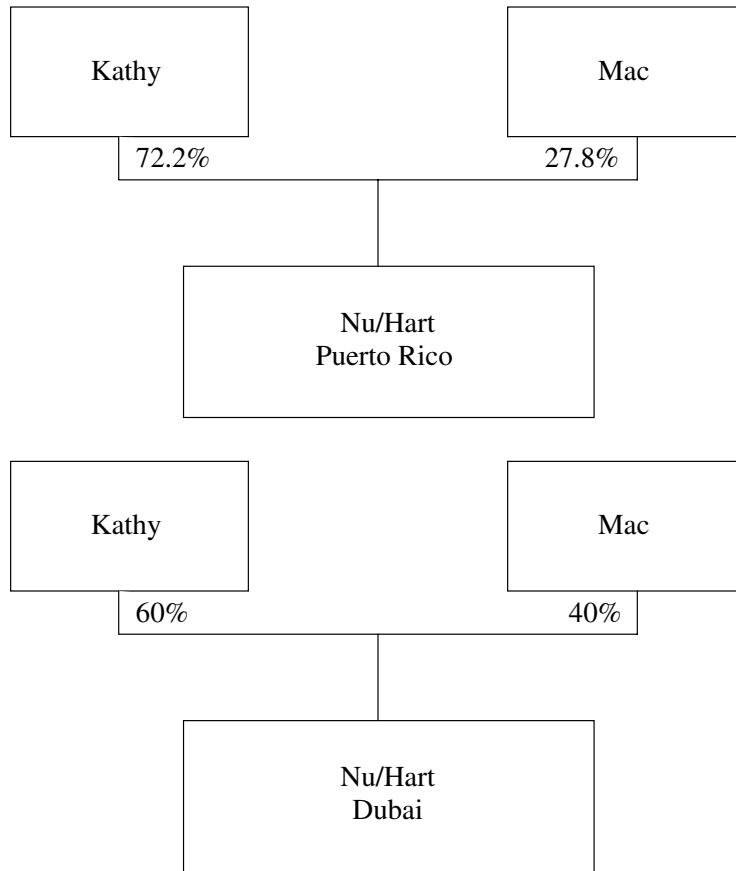 Kathy
Mac
72.2%
27.8%
Nu/Hart
Puerto Rico
Kathy
Mac
60%
40%
Nu/Hart
Dubai